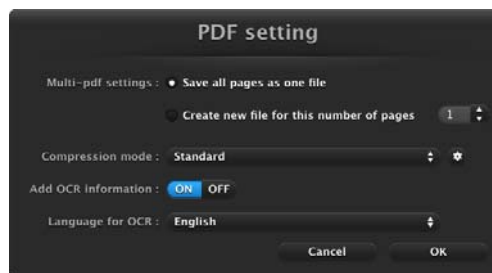 PDF setting
Multi-pdf settings : Save all pages as one file
Create new file for this number of pages 1
Compression mode : Standard
Add OCR information : ON OFF
Language for OCR : English
Cancel OK